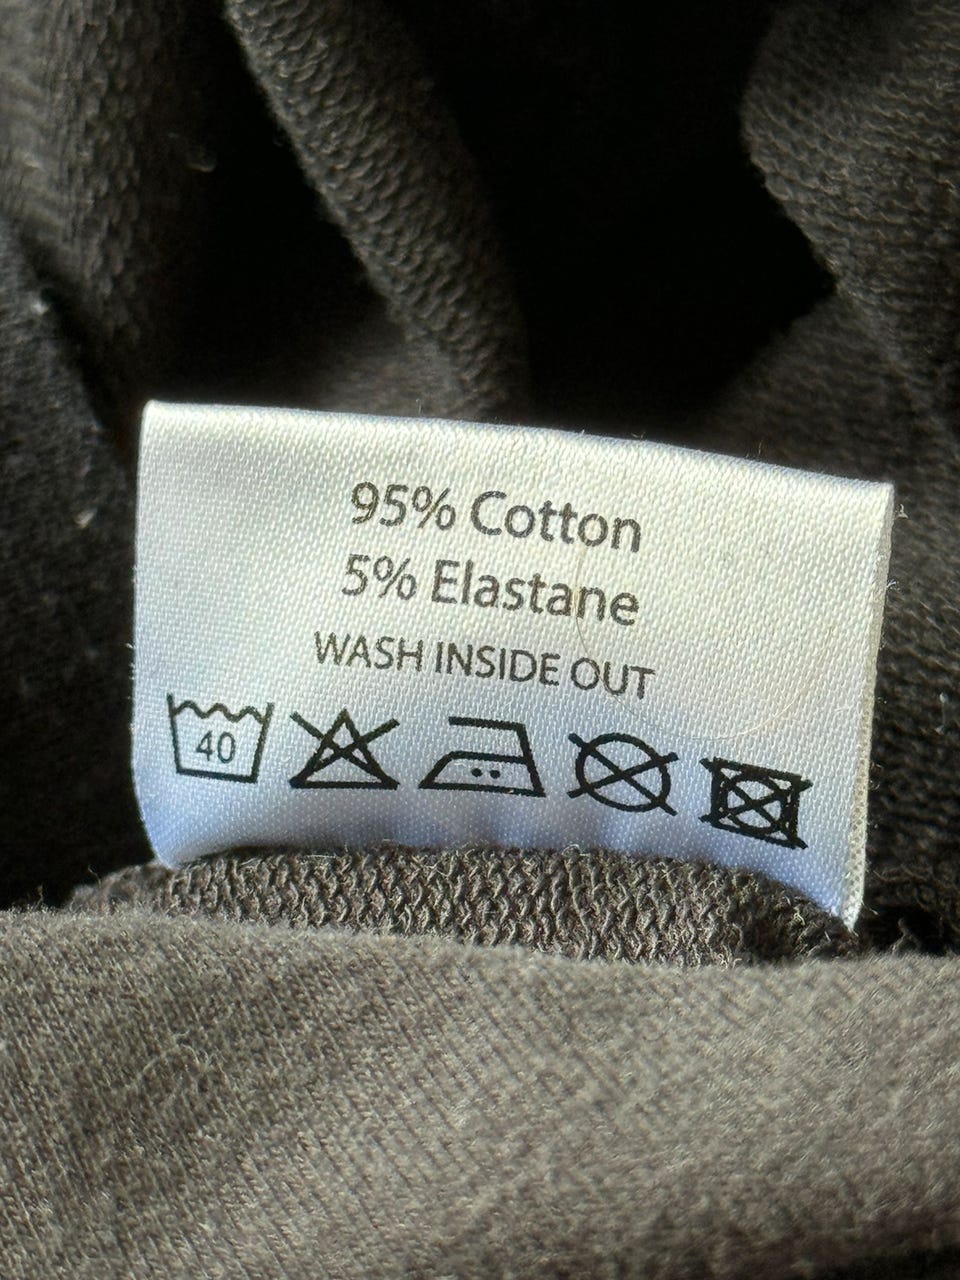 95% Cotton
5% Elastane
WASH INSIDE OUT
40